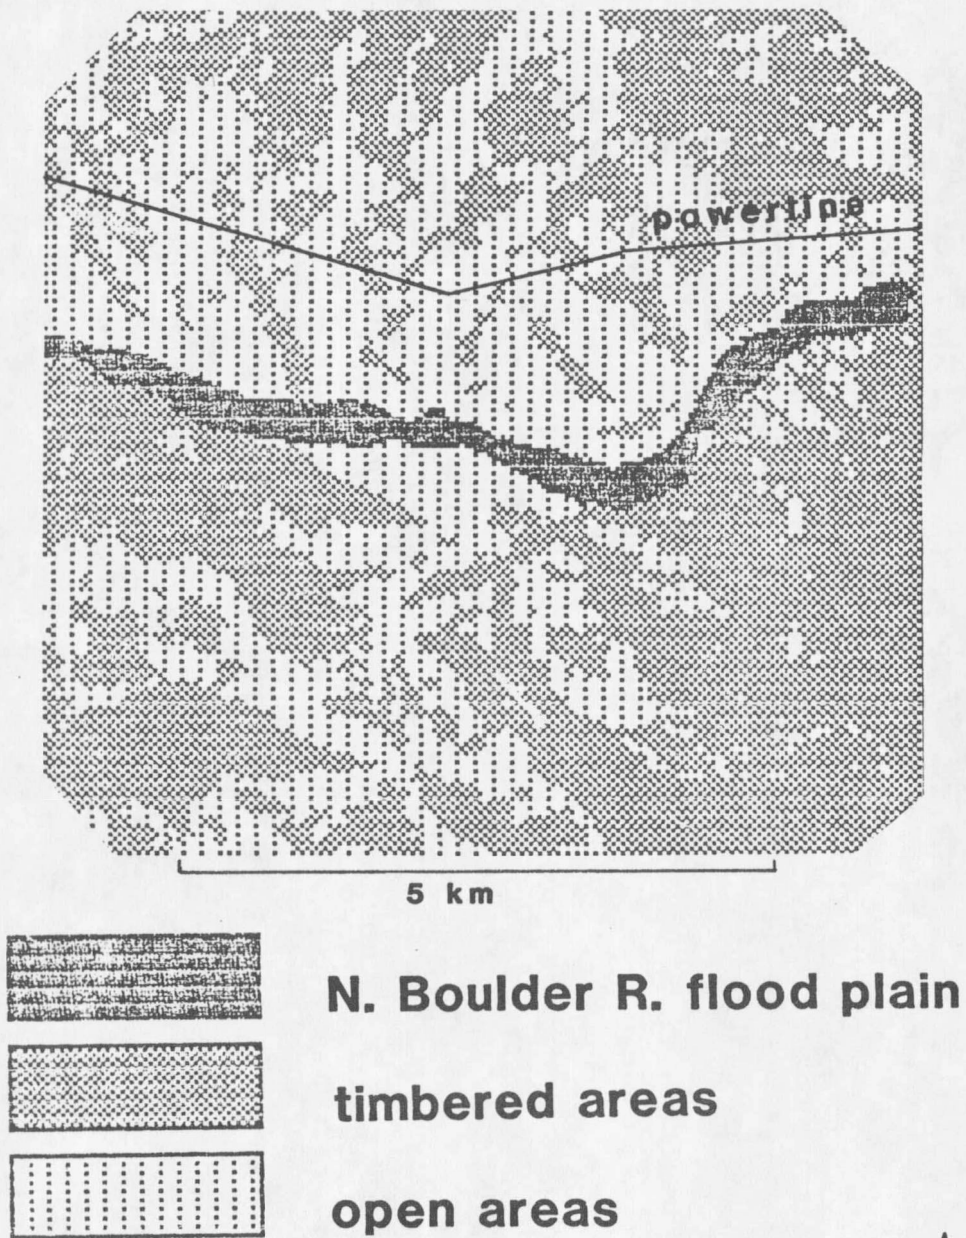 powerline
5 km
N. Boulder R. flood plain
timbered areas
open areas